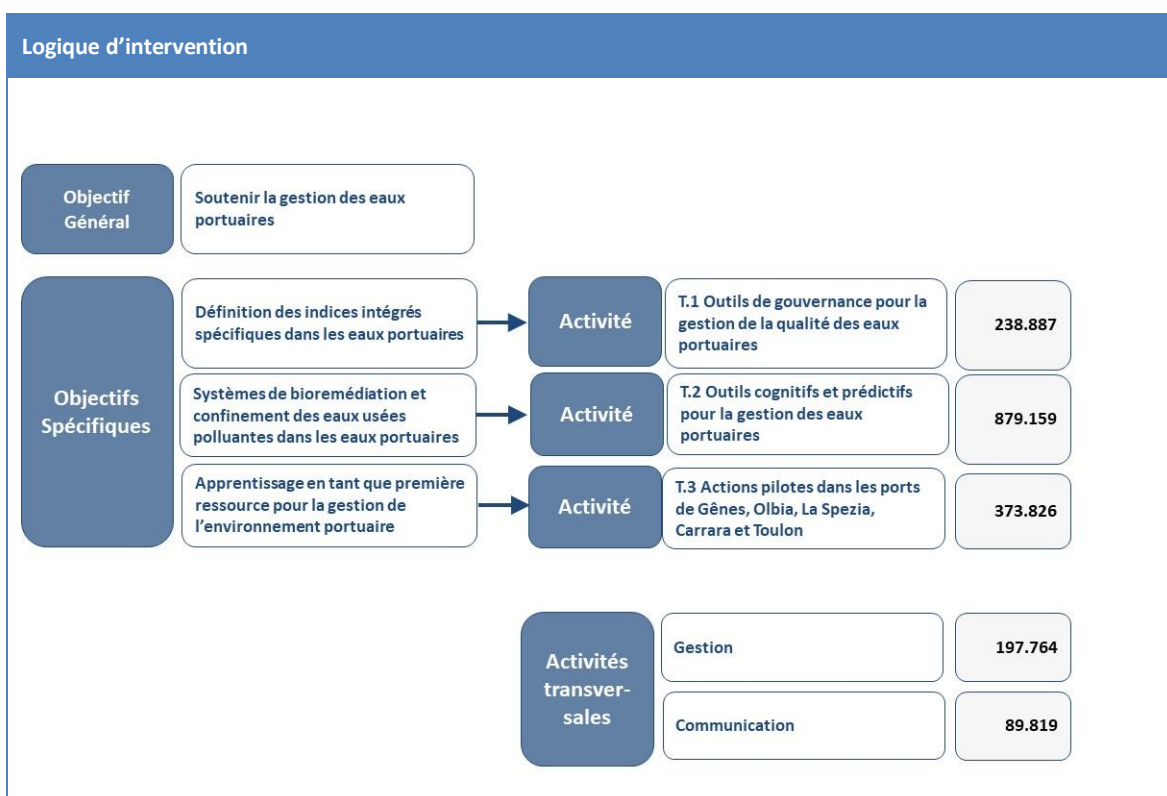 Logique d’intervention
Objectif
Général
Soutenir la gestion des eaux
portuaires
Objectifs
Spécifiques
Définition des indices intégrés
spécifiques dans les eaux portuaires
Activité
T.1 Outils de gouvernance pour la
gestion de la qualité des eaux
portuaires
238.887
Systèmes de bioremédiation et
confinement des eaux usées
polluantes dans les eaux portuaires
Activité
T.2 Outils cognitifs et prédictifs
pour la gestion des eaux
portuaires
879.159
Apprentissage en tant que première
ressource pour la gestion de
l’environnement portuaire
Activité
T.3 Actions pilotes dans les ports
de Gênes, Olbia, La Spezia,
Carrara et Toulon
373.826
Activités
transver-
sales
Gestion
197.764
Communication
89.819